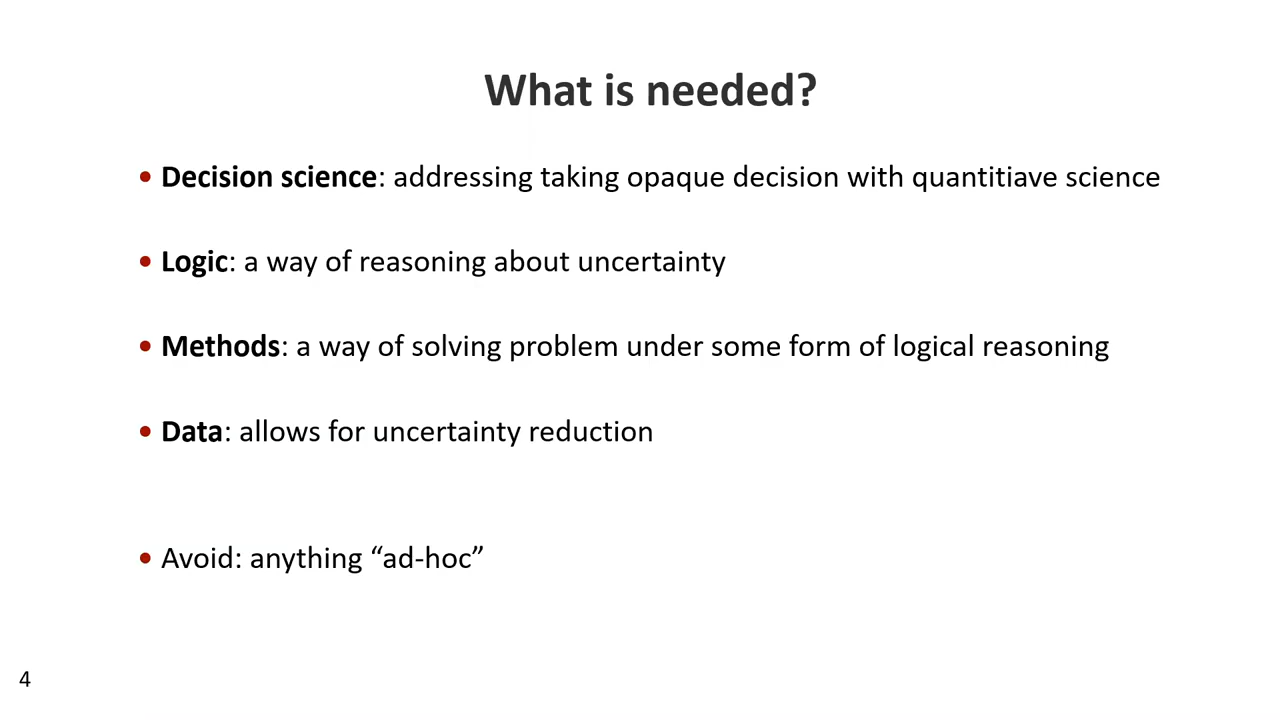 What is needed?
• Decision science: addressing taking opaque decision with quantitiave science
• Logic: a way of reasoning about uncertainty
• Methods: a way of solving problem under some form of logical reasoning
• Data: allows for uncertainty reduction
• Avoid: anything “ad-hoc”
4